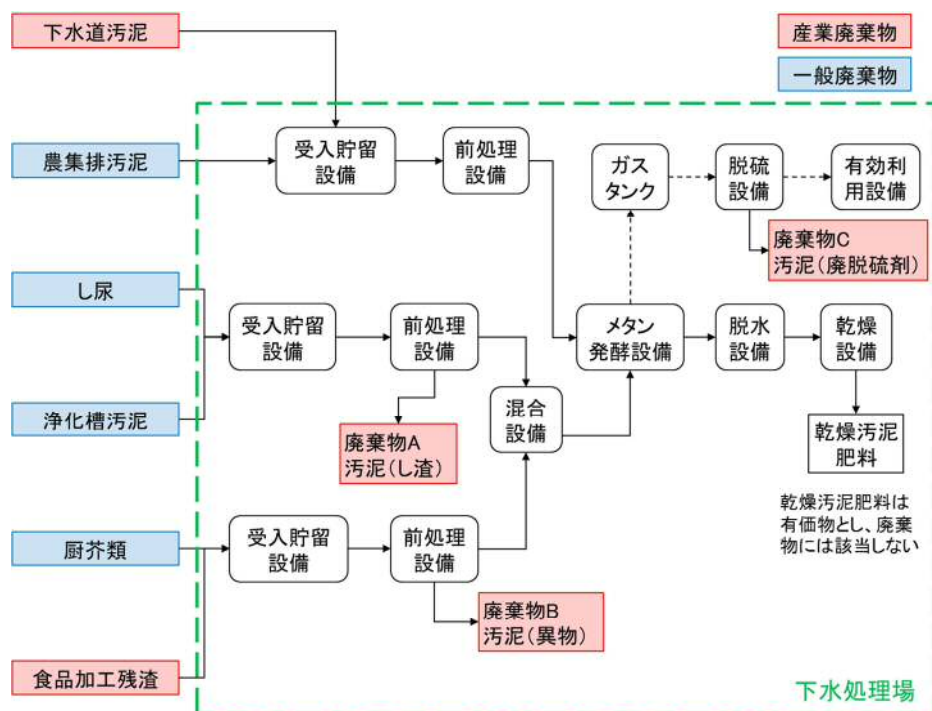 下水道汚泥
産業廃棄物
一般廃棄物
農集排汚泥
受入貯留
設備
前処理
設備
ガス
タンク
脱硫
設備
有効利
用設備
廃棄物C
汚泥(廃脱硫剤)
し尿
受入貯留
設備
前処理
設備
メタン
発酵設備
脱水
設備
乾燥
設備
浄化槽汚泥
混合
設備
廃棄物A
汚泥(し渣)
乾燥汚泥
肥料
乾燥汚泥肥料は
有価物とし、廃棄
物には該当しない
厨芥類
受入貯留
設備
前処理
設備
廃棄物B
汚泥(異物)
食品加工残渣
下水処理場